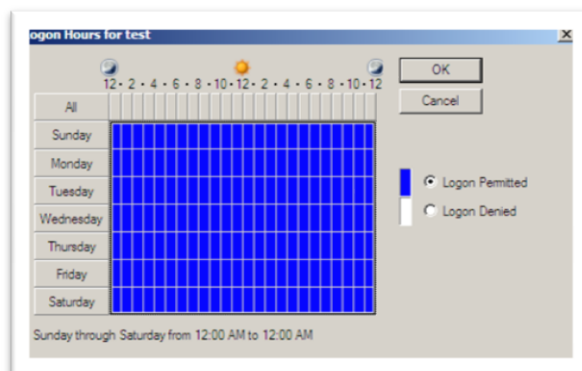 ogon Hours for test
12 · 2 · 4 · 6 · 8 · 10 · 12 · 2 · 4 · 6 · 8 · 10 · 12
OK
Cancel
All
Sunday
Monday
Tuesday
Wednesday
Thursday
Friday
Saturday
Logon Permitted
Logon Denied
Sunday through Saturday from 12:00 AM to 12:00 AM